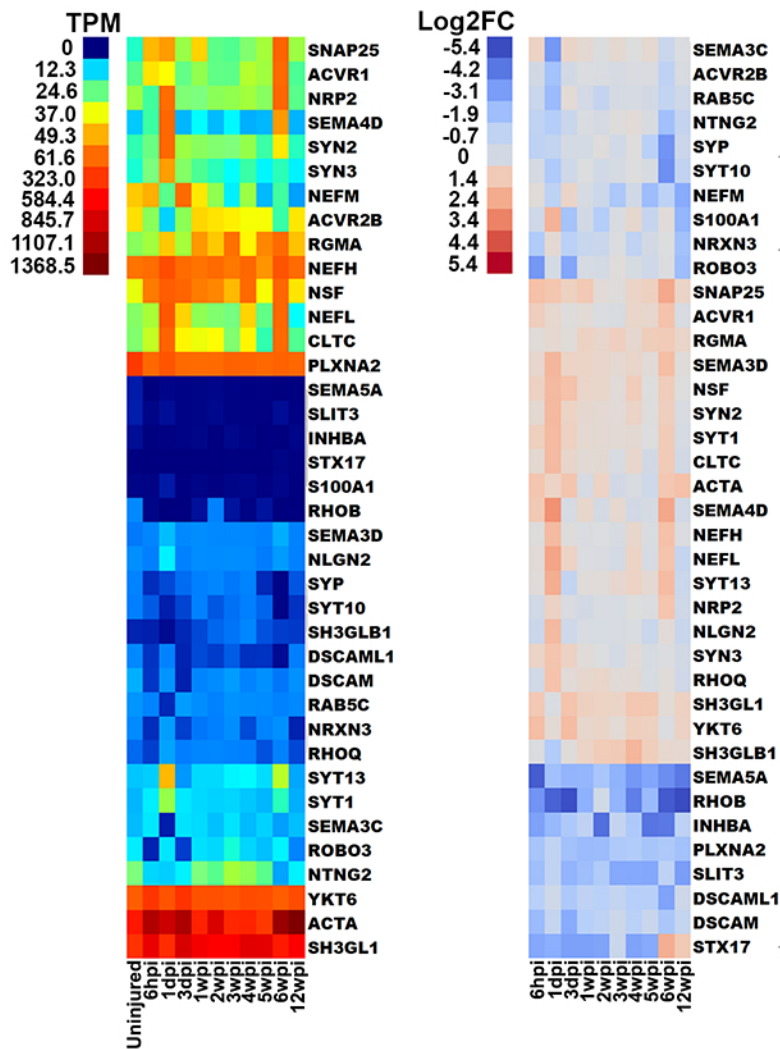 TPM
0
12.3
24.6
37.0
49.3
61.6
323.0
584.4
845.7
1107.1
1368.5
SNAP25
ACVR1
NRP2
SEMA4D
SYN2
SYN3
NEFM
ACVR2B
RGMA
NEFH
NSF
NEFL
CLTC
PLXNA2
SEMA5A
SLIT3
INHBA
STX17
S100A1
RHOB
SEMA3D
NLGN2
SYP
SYT10
SH3GLB1
DSCAML1
DSCAM
RAB5C
NRXN3
RHOQ
SYT13
SYT1
SEMA3C
ROBO3
NTNG2
YKT6
ACTA
SH3GL1
Uninjured
6hpi
1dpi
3dpi
1wpi
2wpi
3wpi
4wpi
5wpi
6wpi
12wpi
Log2FC
-5.4
-4.2
-3.1
-1.9
-0.7
0
1.4
2.4
3.4
4.4
5.4
SEMA3C
ACVR2B
RAB5C
NTNG2
SYP
SYT10
NEFM
S100A1
NRXN3
ROBO3
SNAP25
ACVR1
RGMA
SEMA3D
NSF
SYN2
SYT1
CLTC
ACTA
SEMA4D
NEFH
NEFL
SYT13
NRP2
NLGN2
SYN3
RHOQ
SH3GL1
YKT6
SH3GLB1
SEMA5A
RHOB
INHBA
PLXNA2
SLIT3
DSCAML1
DSCAM
STX17
6hpi
1dpi
3dpi
1wpi
2wpi
3wpi
4wpi
5wpi
6wpi
12wpi